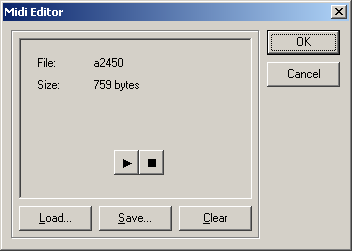 Midi Editor
File: a2450
Size: 759 bytes
OK
Cancel
Load...
Save...
Clear